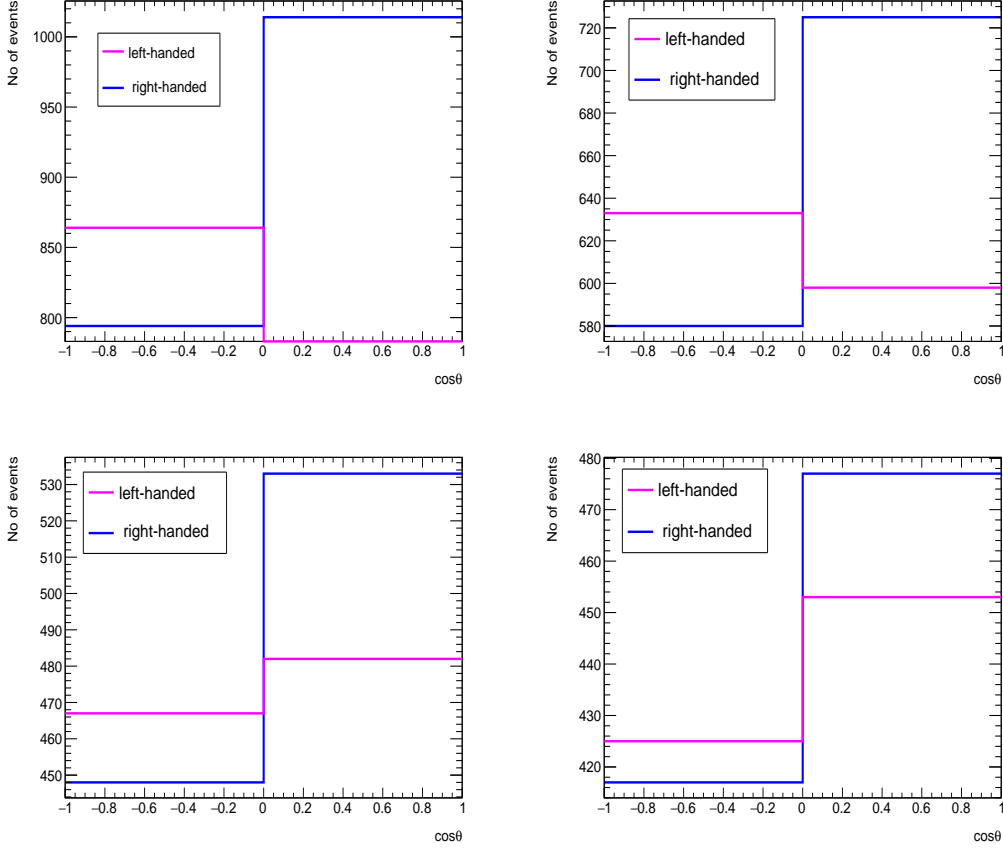 No of events
left-handed
right-handed
1000
950
900
850
800
−1 −0.8 −0.6 −0.4 −0.2 0 0.2 0.4 0.6 0.8 1
cosθ
No of events
left-handed
right-handed
720
700
680
660
640
620
600
580
−1 −0.8 −0.6 −0.4 −0.2 0 0.2 0.4 0.6 0.8 1
cosθ
No of events
left-handed
right-handed
530
520
510
500
490
480
470
460
450
−1 −0.8 −0.6 −0.4 −0.2 0 0.2 0.4 0.6 0.8 1
cosθ
No of events
left-handed
right-handed
480
470
460
450
440
430
420
−1 −0.8 −0.6 −0.4 −0.2 0 0.2 0.4 0.6 0.8 1
cosθ